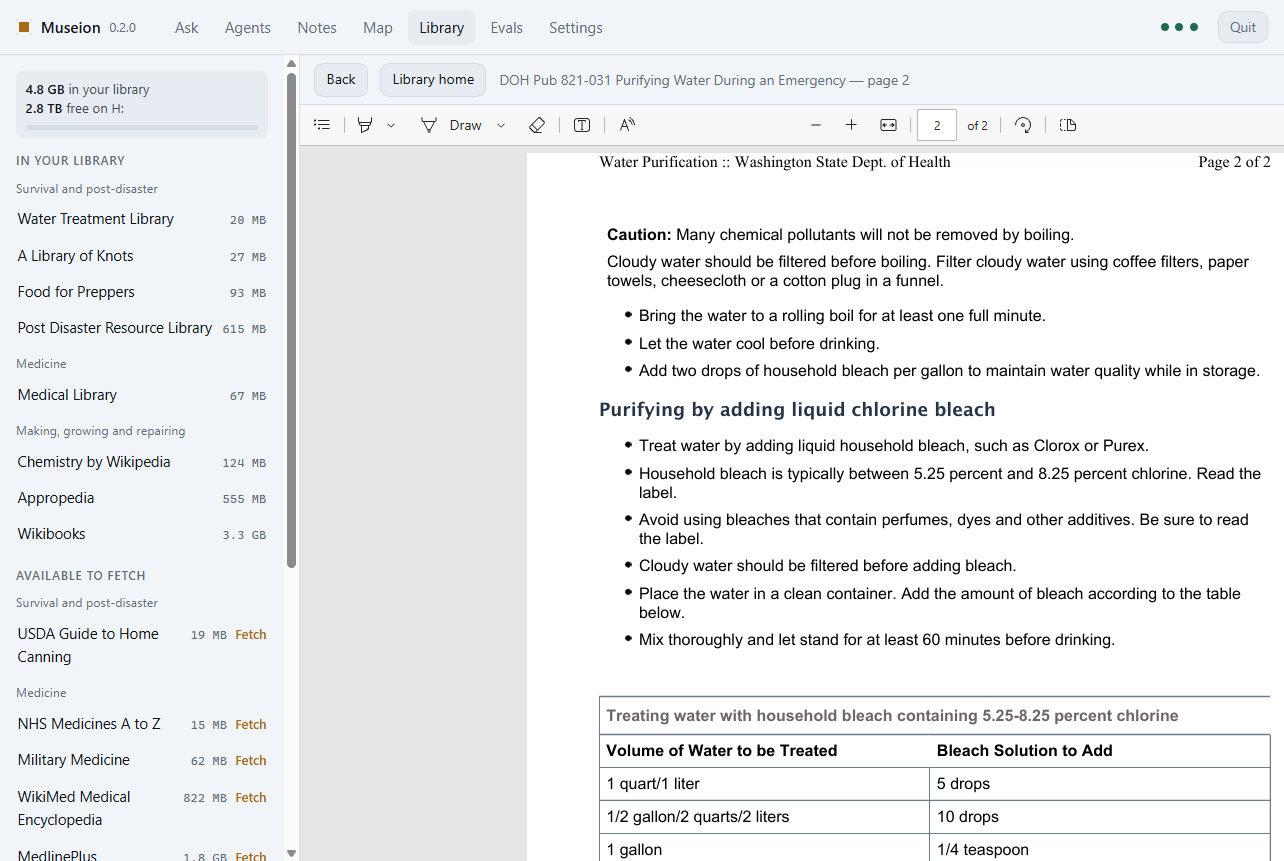 Museion 0.2.0
Ask
Agents
Notes
Map
Library
Evals
Settings
Quit
4.8 GB in your library
2.8 TB free on H:
IN YOUR LIBRARY
Survival and post-disaster
Water Treatment Library 20 MB
A Library of Knots 27 MB
Food for Preppers 93 MB
Post Disaster Resource Library 615 MB
Medicine
Medical Library 67 MB
Making, growing and repairing
Chemistry by Wikipedia 124 MB
Appropedia 555 MB
Wikibooks 3.3 GB
AVAILABLE TO FETCH
Survival and post-disaster
USDA Guide to Home 19 MB Fetch
Canning
Medicine
NHS Medicines A to Z 15 MB Fetch
Military Medicine 62 MB Fetch
WikiMed Medical 822 MB Fetch
Encyclopedia
MedlinePlus 1.8 GB Fetch
Back
Library home
DOH Pub 821-031 Purifying Water During an Emergency — page 2
Draw
2 of 2
Water Purification :: Washington State Dept. of Health Page 2 of 2
Caution: Many chemical pollutants will not be removed by boiling.
Cloudy water should be filtered before boiling. Filter cloudy water using coffee filters, paper
towels, cheesecloth or a cotton plug in a funnel.
• Bring the water to a rolling boil for at least one full minute.
• Let the water cool before drinking.
• Add two drops of household bleach per gallon to maintain water quality while in storage.
Purifying by adding liquid chlorine bleach
• Treat water by adding liquid household bleach, such as Clorox or Purex.
• Household bleach is typically between 5.25 percent and 8.25 percent chlorine. Read the
label.
• Avoid using bleaches that contain perfumes, dyes and other additives. Be sure to read
the label.
• Cloudy water should be filtered before adding bleach.
• Place the water in a clean container. Add the amount of bleach according to the table
below.
• Mix thoroughly and let stand for at least 60 minutes before drinking.
Treating water with household bleach containing 5.25-8.25 percent chlorine
Volume of Water to be Treated Bleach Solution to Add
1 quart/1 liter 5 drops
1/2 gallon/2 quarts/2 liters 10 drops
1 gallon 1/4 teaspoon